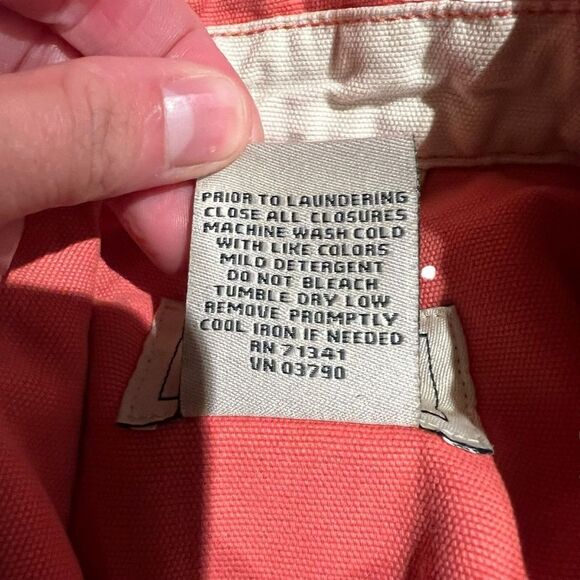 PRIOR TO LAUNDERING
CLOSE ALL CLOSURES
MACHINE WASH COLD
WITH LIKE COLORS
MILD DETERGENT
DO NOT BLEACH
TUMBLE DRY LOW
REMOVE PROMPTLY
COOL IRON IF NEEDED
RN 71341
VN 03790